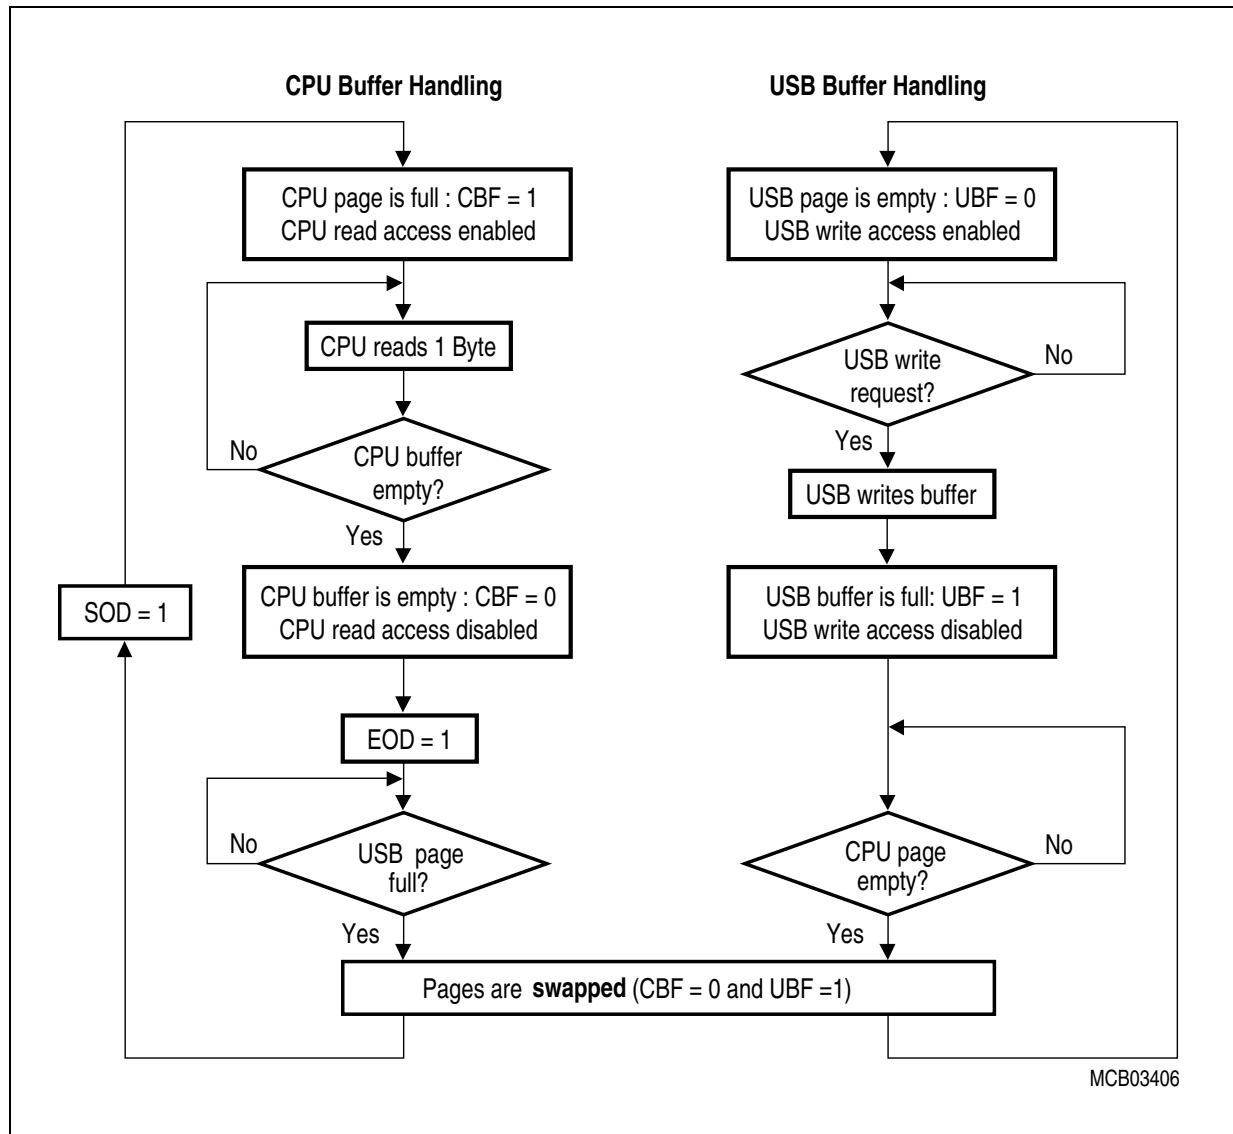 CPU Buffer Handling
USB Buffer Handling
CPU page is full : CBF = 1
CPU read access enabled
USB page is empty : UBF = 0
USB write access enabled
CPU reads 1 Byte
USB write
request?
No
No
CPU buffer
empty?
Yes
USB writes buffer
Yes
SOD = 1
CPU buffer is empty : CBF = 0
CPU read access disabled
USB buffer is full: UBF = 1
USB write access disabled
EOD = 1
No
USB page
full?
CPU page
empty?
No
Yes
Yes
Pages are swapped (CBF = 0 and UBF =1)
MCB03406